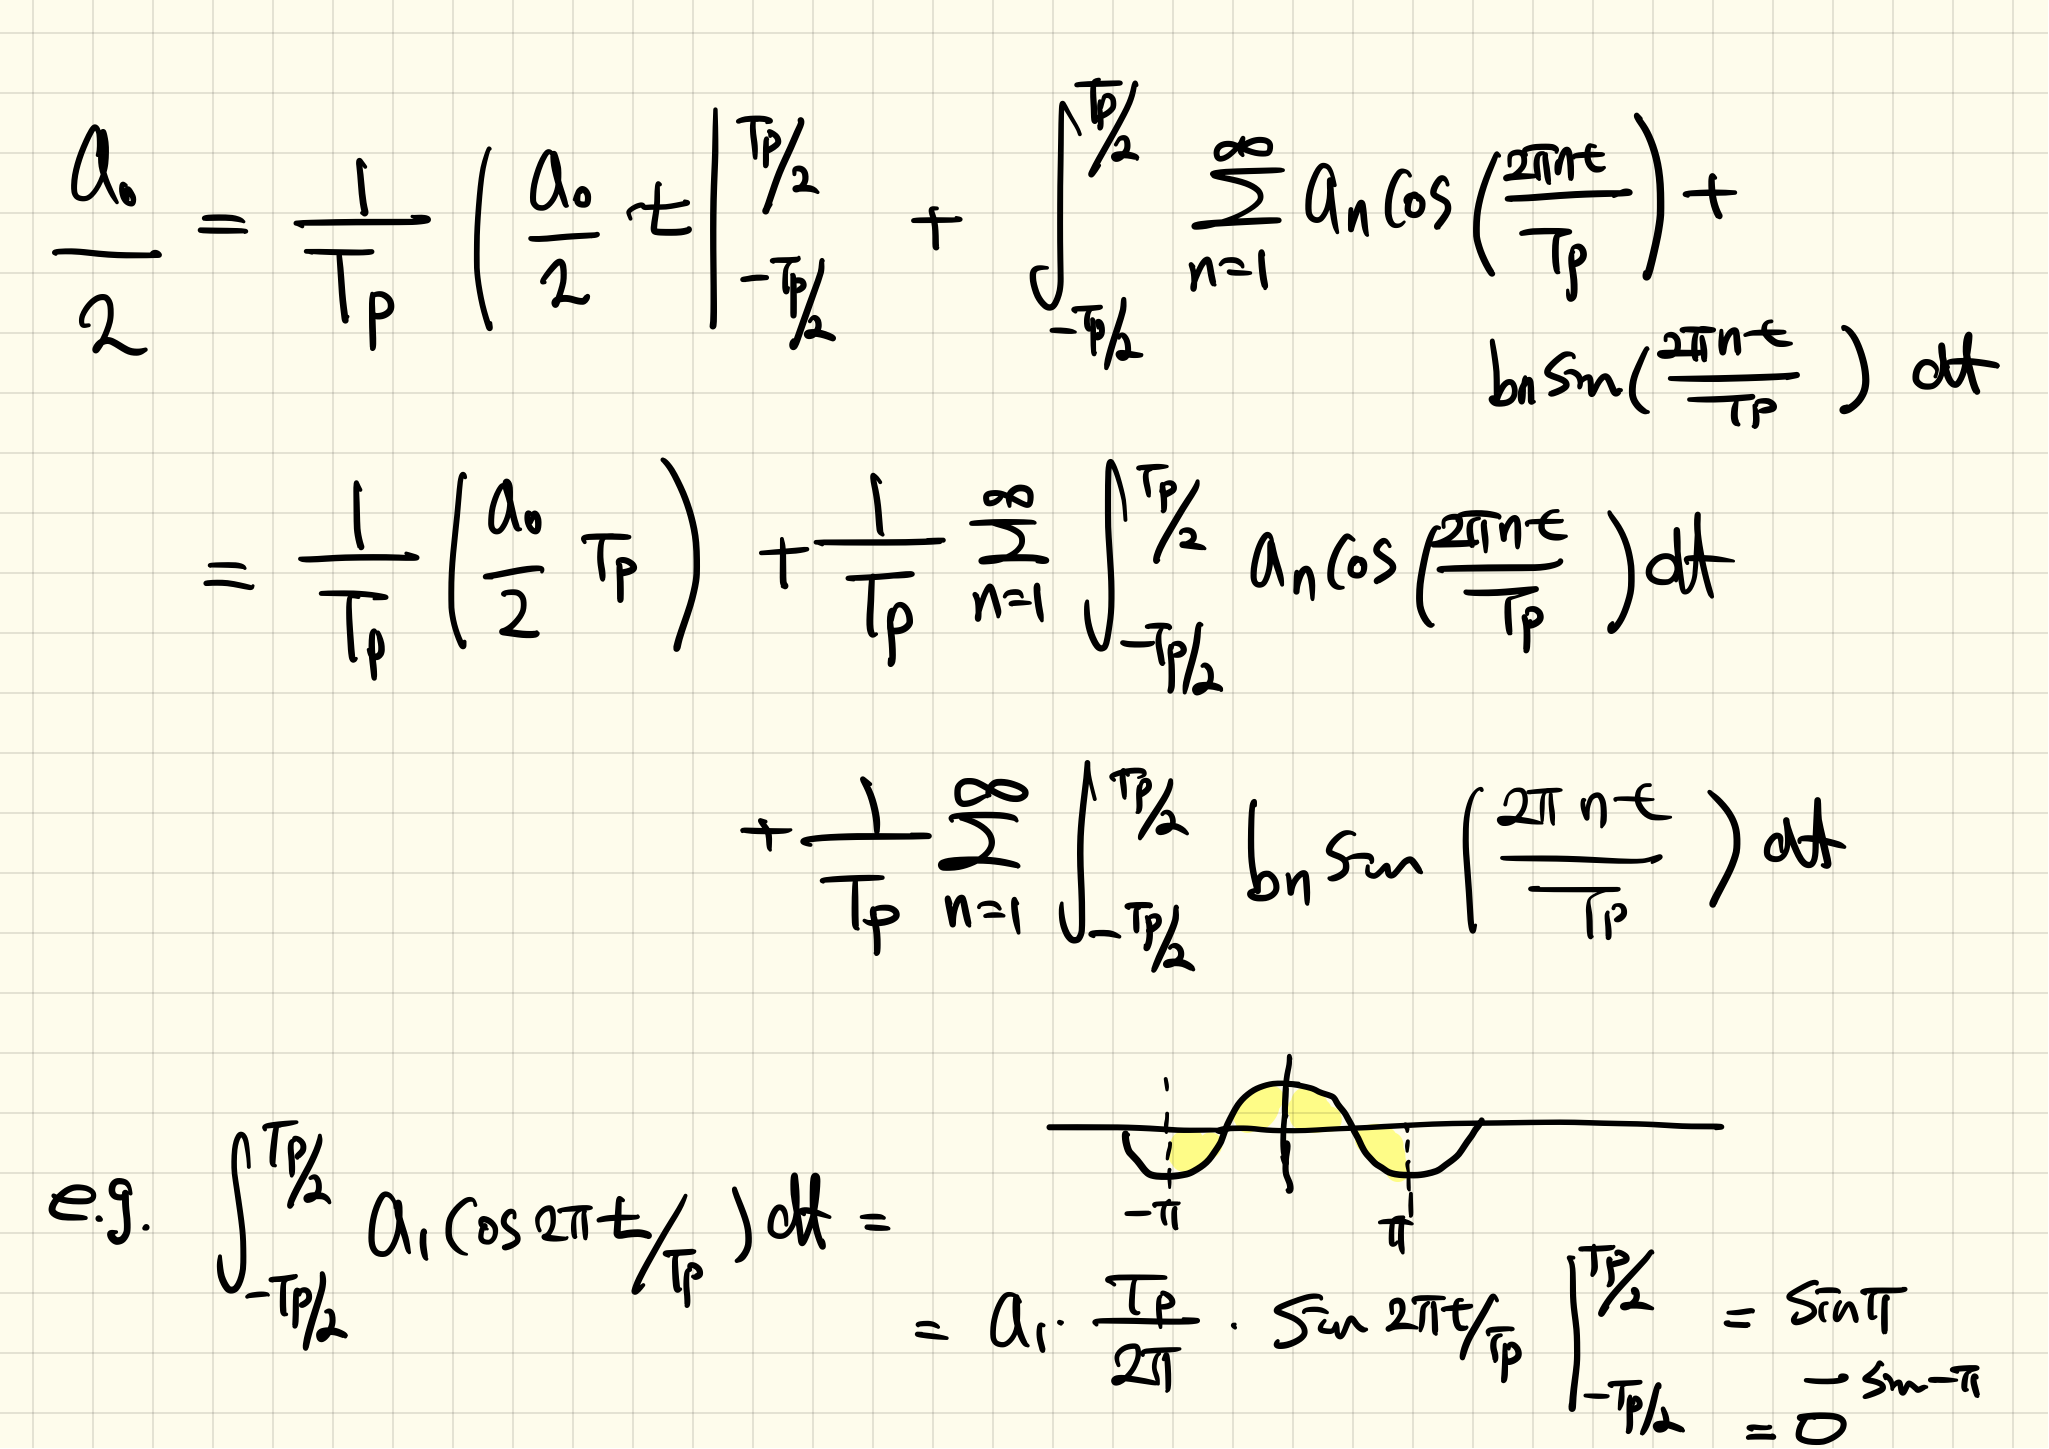 a₀/2 = 1/Tp ( a₀/2 t |_{-Tp/2}^{Tp/2} + ∫_{-Tp/2}^{Tp/2} ∑_{n=1}^{∞} aₙ cos(2πnt/Tp) +
bₙ sin(2πnt/Tp) dt
= 1/Tp ( a₀/2 Tp ) + 1/Tp ∑_{n=1}^{∞} ∫_{-Tp/2}^{Tp/2} aₙ cos(2πnt/Tp) dt
+ 1/Tp ∑_{n=1}^{∞} ∫_{-Tp/2}^{Tp/2} bₙ sin(2πnt/Tp) dt
-π π
e.g. ∫_{-Tp/2}^{Tp/2} a₁ cos 2πt/Tp ) dt =
= a₁ · Tp/2π · sin 2πt/Tp |_{-Tp/2}^{Tp/2} = sin π
- sin -π
= 0